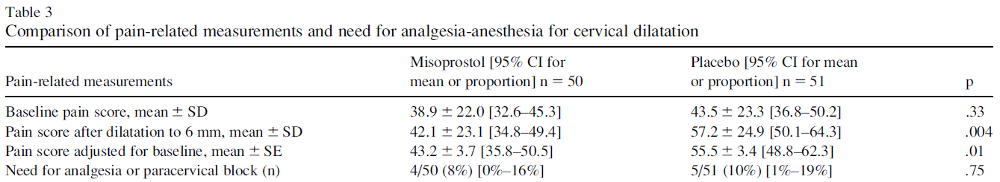 Table 3
Comparison of pain-related measurements and need for analgesia-anesthesia for cervical dilatation
Misoprostol [95% CI for Placebo [95% CI for mean
Pain-related measurements mean or proportion] n = 50 or proportion] n = 51 p
Baseline pain score, mean ± SD 38.9 ± 22.0 [32.6–45.3] 43.5 ± 23.3 [36.8–50.2] .33
Pain score after dilatation to 6 mm, mean ± SD 42.1 ± 23.1 [34.8–49.4] 57.2 ± 24.9 [50.1–64.3] .004
Pain score adjusted for baseline, mean ± SE 43.2 ± 3.7 [35.8–50.5] 55.5 ± 3.4 [48.8–62.3] .01
Need for analgesia or paracervical block (n) 4/50 (8%) [0%–16%] 5/51 (10%) [1%–19%] .75